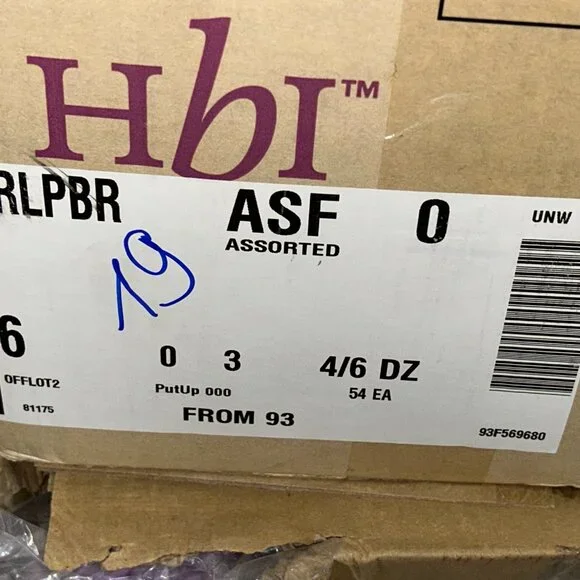 HbI™
RLPBR ASF 0 UNW
ASSORTED
19
6 0 3 4/6 DZ
OFFLOT2 PutUp 000 54 EA
81175 FROM 93 93F569680